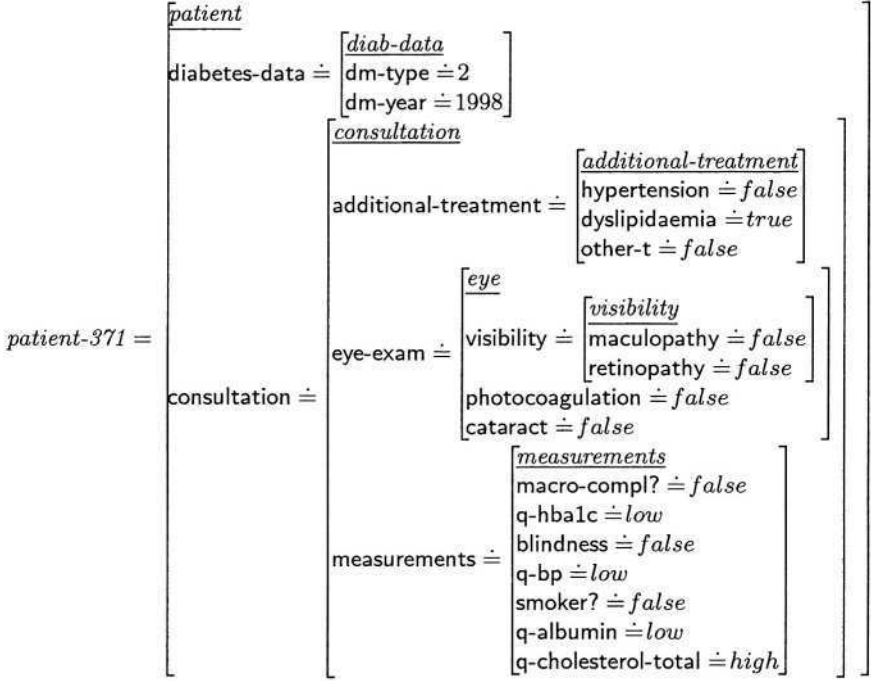 patient
diab-data
diabetes-data ≐ dm-type ≐ 2
dm-year ≐ 1998
consultation
additional-treatment
additional-treatment ≐ hypertension ≐ false
dyslipidaemia ≐ true
other-t ≐ false
eye
visibility
patient-371 = eye-exam ≐ visibility ≐ maculopathy ≐ false
retinopathy ≐ false
consultation ≐ photocoagulation ≐ false
cataract ≐ false
measurements
macro-compl? ≐ false
q-hba1c ≐ low
measurements ≐ blindness ≐ false
q-bp ≐ low
smoker? ≐ false
q-albumin ≐ low
q-cholesterol-total ≐ high